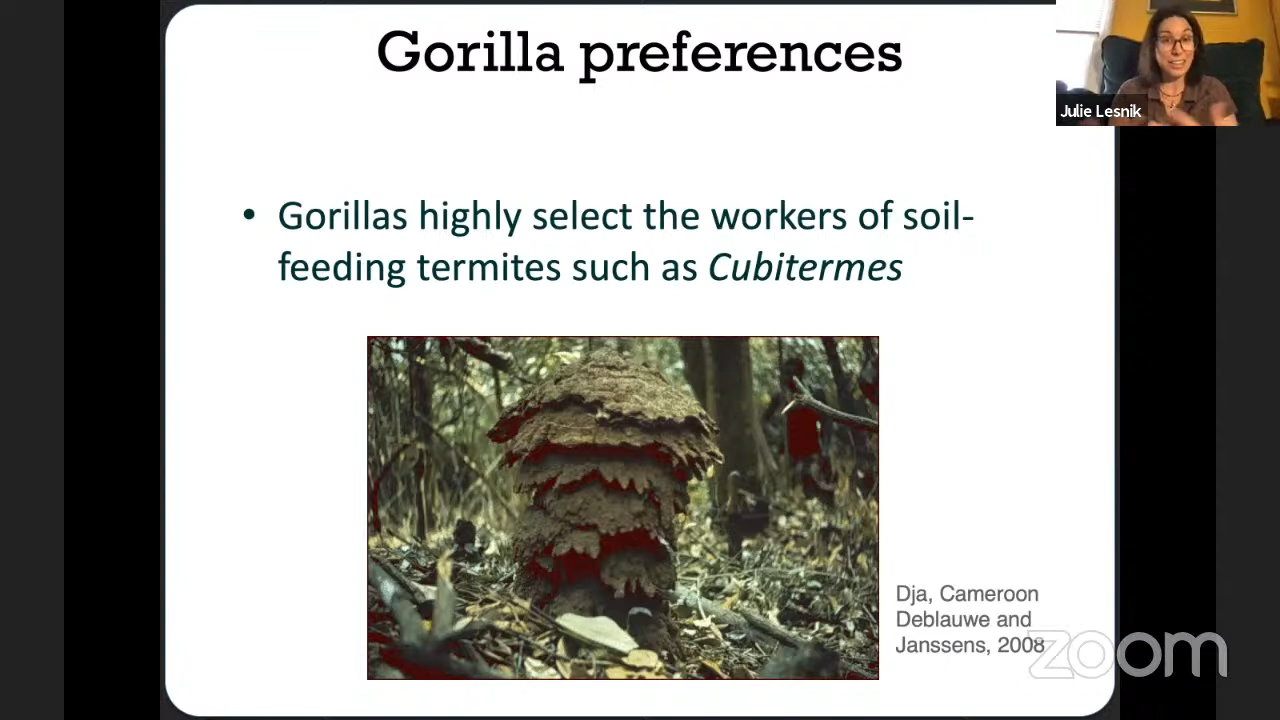 Gorilla preferences
Julie Lesnik
• Gorillas highly select the workers of soil-
feeding termites such as Cubitermes
Dja, Cameroon
Deblauwe and
Janssens, 2008
zoom